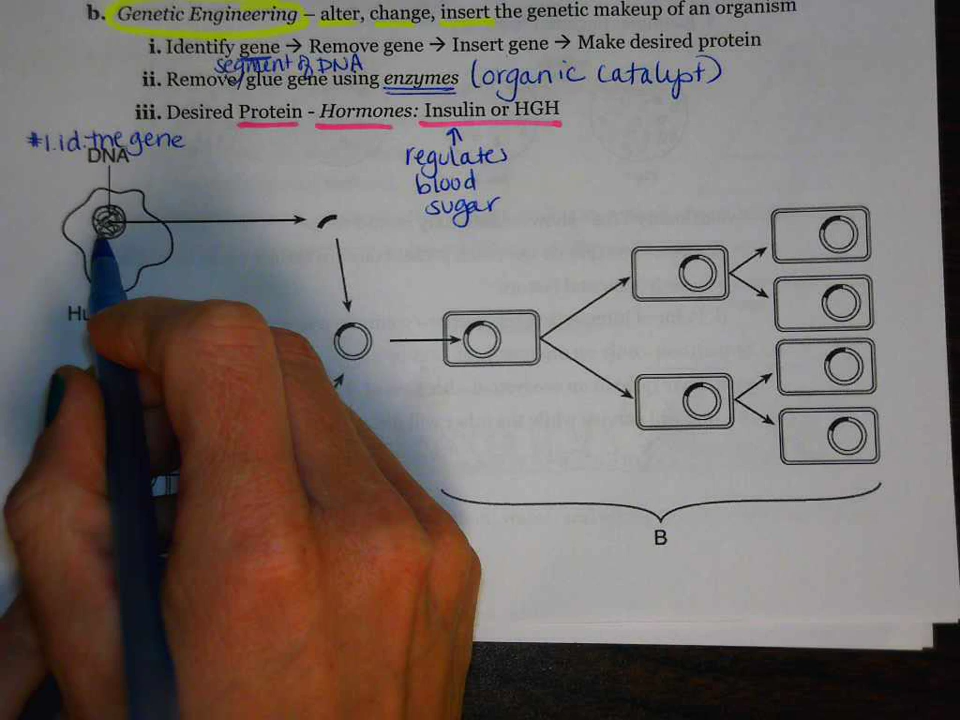 b. Genetic Engineering – alter, change, insert the genetic makeup of an organism
i. Identify gene → Remove gene → Insert gene → Make desired protein
segment of DNA
ii. Remove/glue gene using enzymes (organic catalyst)
iii. Desired Protein - Hormones: Insulin or HGH
#1.id.the gene
DNA
↑
regulates
blood
sugar
B